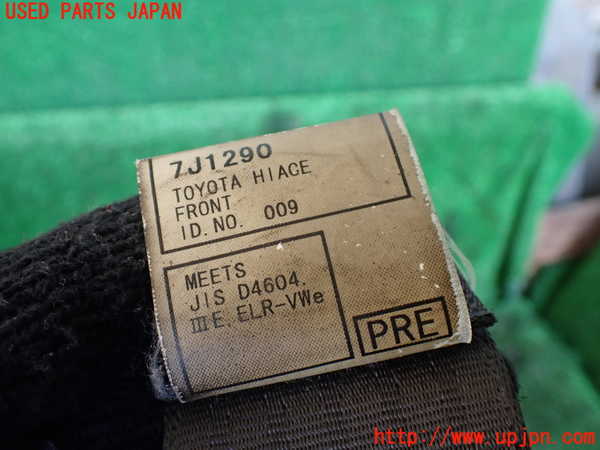 USED PARTS JAPAN
7J1290
TOYOTA HIACE
FRONT
ID.NO. 009
MEETS
JIS D4604.
ⅢE.ELR-VWe
PRE
http://www.upjpn.com/